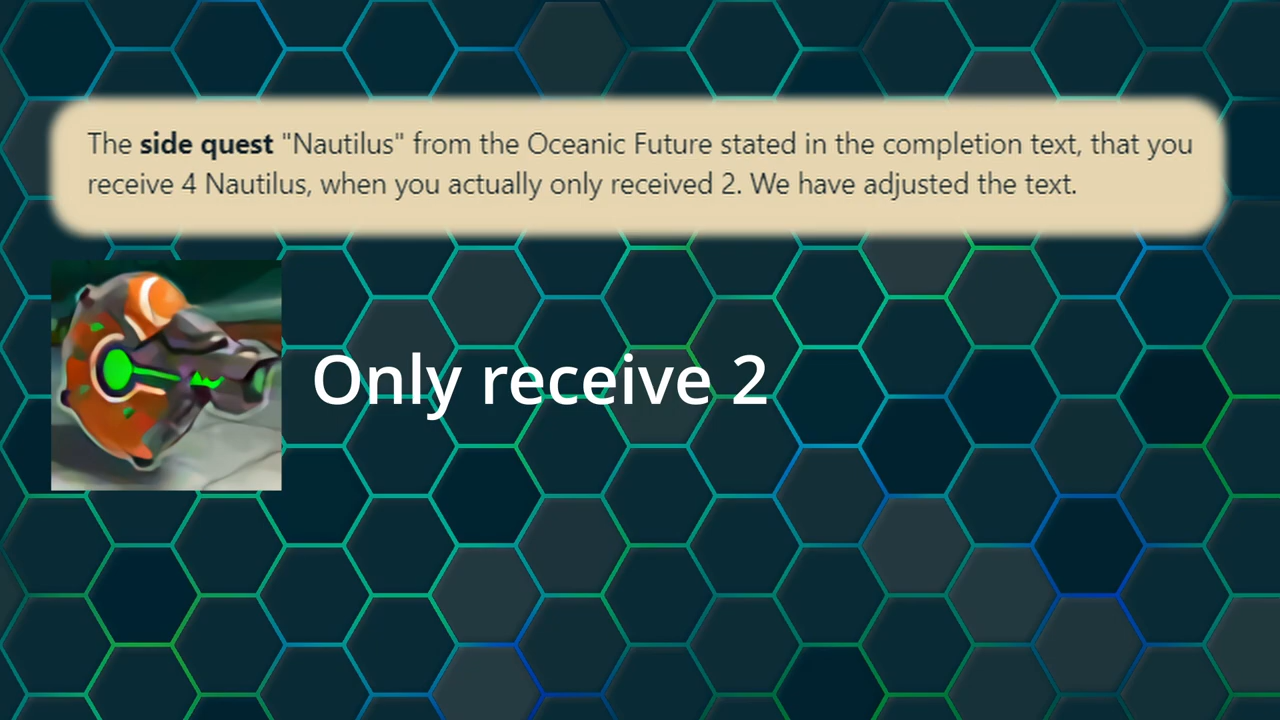 The side quest "Nautilus" from the Oceanic Future stated in the completion text, that you
receive 4 Nautilus, when you actually only received 2. We have adjusted the text.
Only receive 2